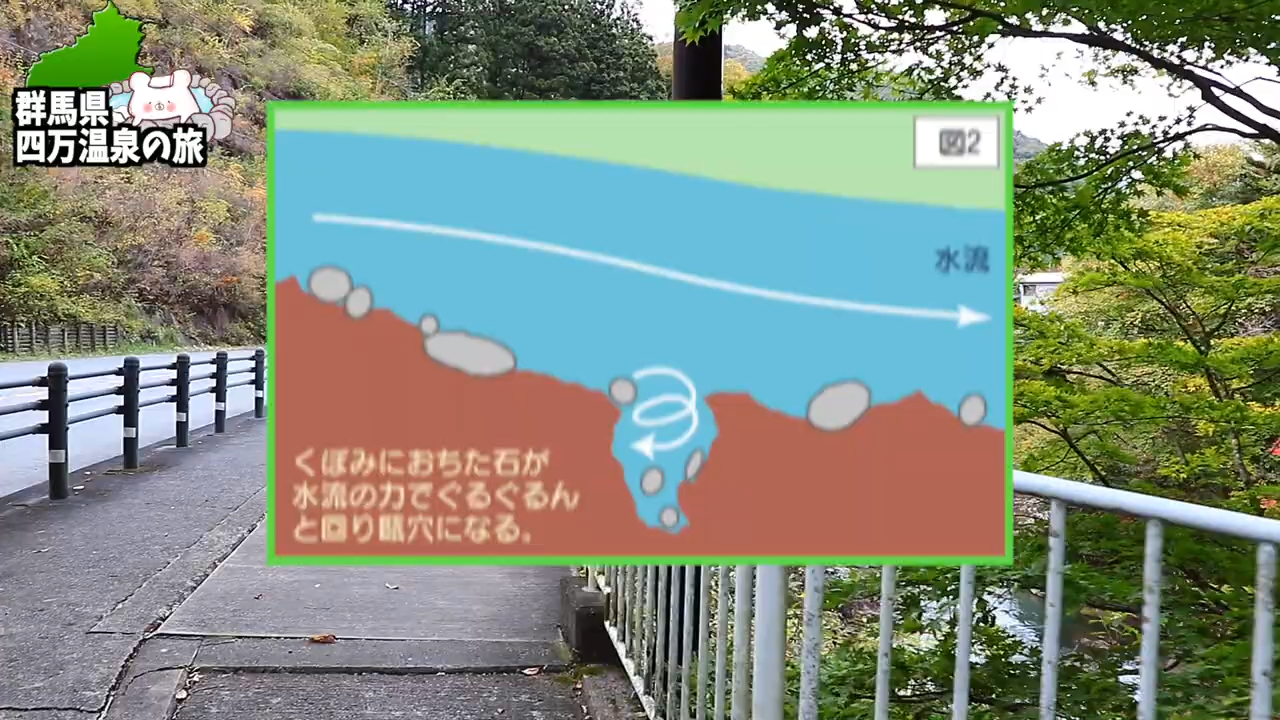 群馬県
四万温泉の旅
図2
水流
くぼみにおちた石が
水流の力でぐるぐるん
と回り甌穴になる。